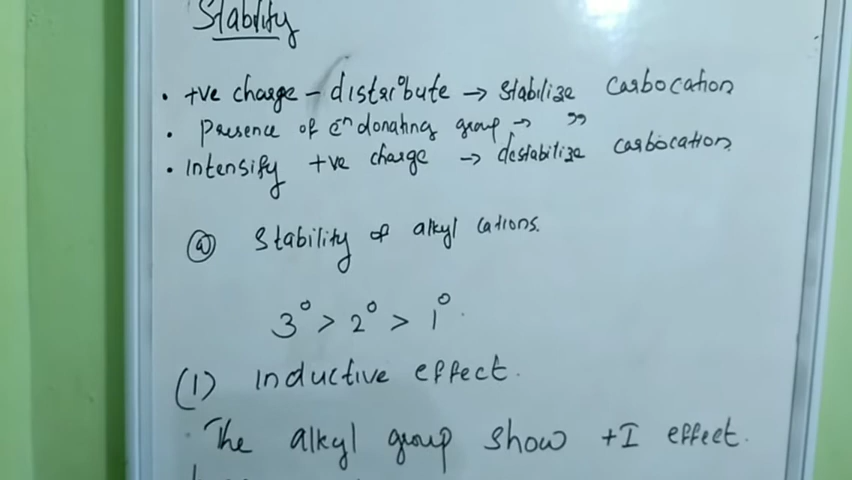 Stability
• +ve charge - distribute → stabilize carbocation
• Presence of en donating group → "
• Intensify +ve charge → destabilize carbocation
(a) Stability of alkyl cations.
3° > 2° > 1°.
(1) Inductive effect.
The alkyl group show +I effect.